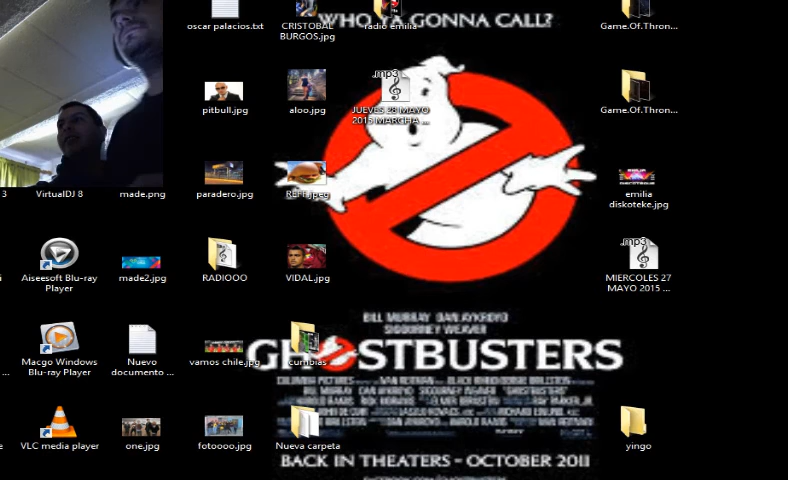 WHO YA GONNA CALL?
oscar palacios.txt
CRISTOBAL
BURGOS.jpg
radio emilia
Game.Of.Thron...
pitbull.jpg
aloo.jpg
.mp3
JUEVES 28 MAYO
2015 MARCHA ...
Game.Of.Thron...
3
VirtualDJ 8
made.png
paradero.jpg
REFF.jpeg
emilia
diskoteke.jpg
Aiseesoft Blu-ray
Player
made2.jpg
RADIOOO
VIDAL.jpg
.mp3
MIERCOLES 27
MAYO 2015 ...
BILL MURRAY DAN AYKROYD
SIGOURNEY WEAVER
GHOSTBUSTERS
...
Macgo Windows
Blu-ray Player
Nuevo
documento ...
vamos chile.jpg
cumbias
COLUMBIA PICTURES
VLC media player
one.jpg
fotoooo.jpg
Nueva carpeta
yingo
BACK IN THEATERS - OCTOBER 2011